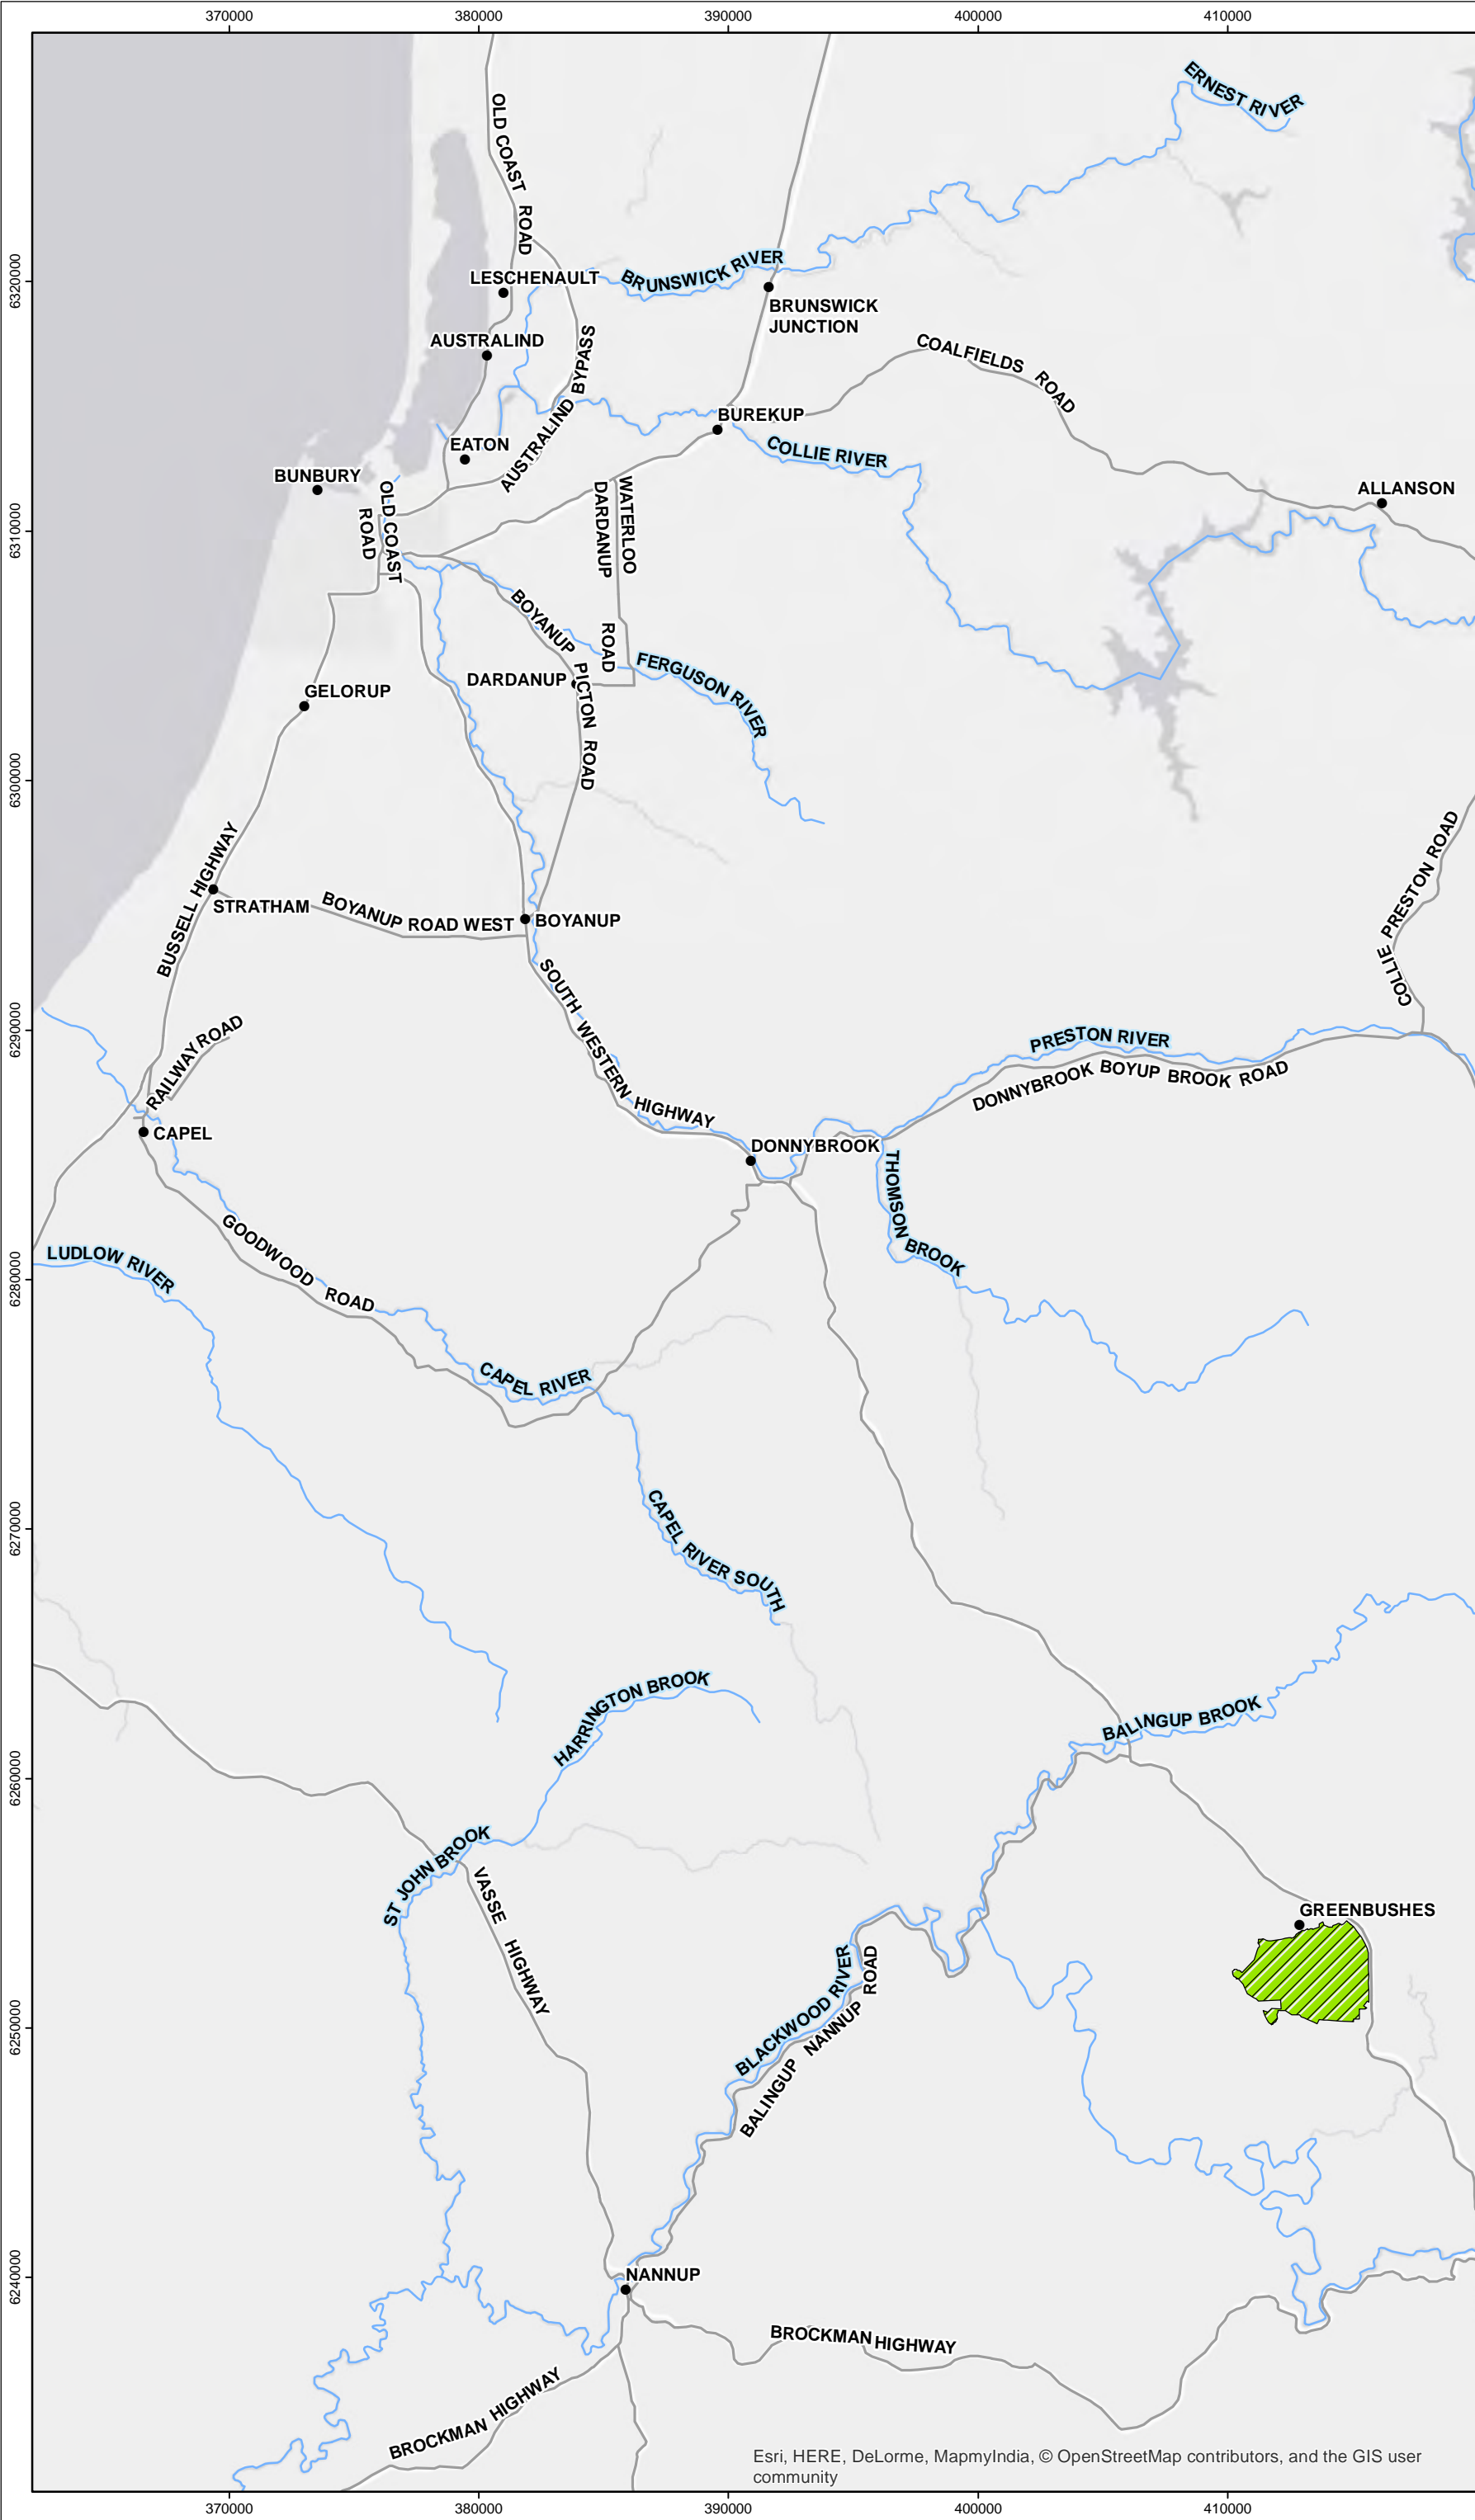 370000
380000
390000
400000
410000
ERNEST RIVER
OLD COAST ROAD
6320000
BRUNSWICK RIVER
LESCHENAULT
BRUNSWICK
JUNCTION
AUSTRALIND
AUSTRALIND BYPASS
COALFIELDS ROAD
BUREKUP
EATON
COLLIE RIVER
BUNBURY
ALLANSON
6310000
OLD COAST
ROAD
WATERLOO
DARDANUP
ROAD
BOYANUP PICTON ROAD
DARDANUP
FERGUSON RIVER
GELORUP
6300000
BUSSELL HIGHWAY
COLLIE PRESTON ROAD
STRATHAM
BOYANUP ROAD WEST
BOYANUP
SOUTH WESTERN HIGHWAY
6290000
RAILWAY ROAD
PRESTON RIVER
DONNYBROOK BOYUP BROOK ROAD
CAPEL
DONNYBROOK
THOMSON BROOK
GOODWOOD ROAD
LUDLOW RIVER
6280000
CAPEL RIVER
CAPEL RIVER SOUTH
6270000
HARRINGTON BROOK
BALINGUP BROOK
6260000
ST JOHN BROOK
VASSE HIGHWAY
GREENBUSHES
BLACKWOOD RIVER
BALINGUP NANNUP ROAD
6250000
NANNUP
6240000
BROCKMAN HIGHWAY
BROCKMAN HIGHWAY
Esri, HERE, DeLorme, MapmyIndia, © OpenStreetMap contributors, and the GIS user
community
370000
380000
390000
400000
410000